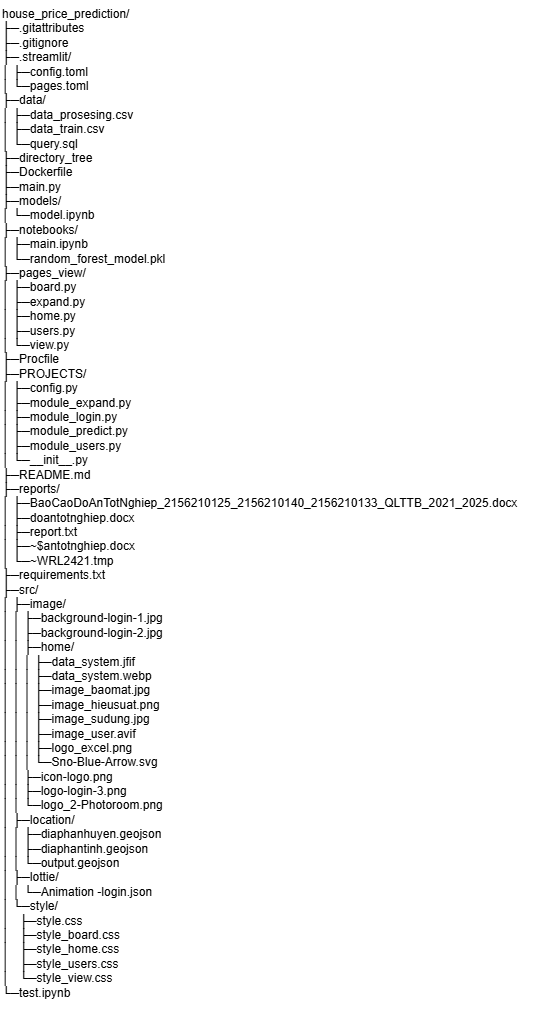 house_price_prediction/
├─.gitattributes
├─.gitignore
├─.streamlit/
│ ├─config.toml
│ └─pages.toml
├─data/
│ ├─data_prosesing.csv
│ ├─data_train.csv
│ └─query.sql
├─directory_tree
├─Dockerfile
├─main.py
├─models/
│ └─model.ipynb
├─notebooks/
│ ├─main.ipynb
│ └─random_forest_model.pkl
├─pages_view/
│ ├─board.py
│ ├─expand.py
│ ├─home.py
│ ├─users.py
│ └─view.py
├─Procfile
├─PROJECTS/
│ ├─config.py
│ ├─module_expand.py
│ ├─module_login.py
│ ├─module_predict.py
│ ├─module_users.py
│ └─__init__.py
├─README.md
├─reports/
│ ├─BaoCaoDoAnTotNghiep_2156210125_2156210140_2156210133_QLTTB_2021_2025.docx
│ ├─doantotnghiep.docx
│ ├─report.txt
│ ├─~$antotnghiep.docx
│ └─~WRL2421.tmp
├─requirements.txt
├─src/
│ ├─image/
│ │ ├─background-login-1.jpg
│ │ ├─background-login-2.jpg
│ │ ├─home/
│ │ │ ├─data_system.jfif
│ │ │ ├─data_system.webp
│ │ │ ├─image_baomat.jpg
│ │ │ ├─image_hieusuat.png
│ │ │ ├─image_sudung.jpg
│ │ │ ├─image_user.avif
│ │ │ ├─logo_excel.png
│ │ │ └─Sno-Blue-Arrow.svg
│ │ ├─icon-logo.png
│ │ ├─logo-login-3.png
│ │ └─logo_2-Photoroom.png
│ ├─location/
│ │ ├─diaphanhuyen.geojson
│ │ ├─diaphantinh.geojson
│ │ └─output.geojson
│ ├─lottie/
│ │ └─Animation -login.json
│ └─style/
│ ├─style.css
│ ├─style_board.css
│ ├─style_home.css
│ ├─style_users.css
│ └─style_view.css
└─test.ipynb